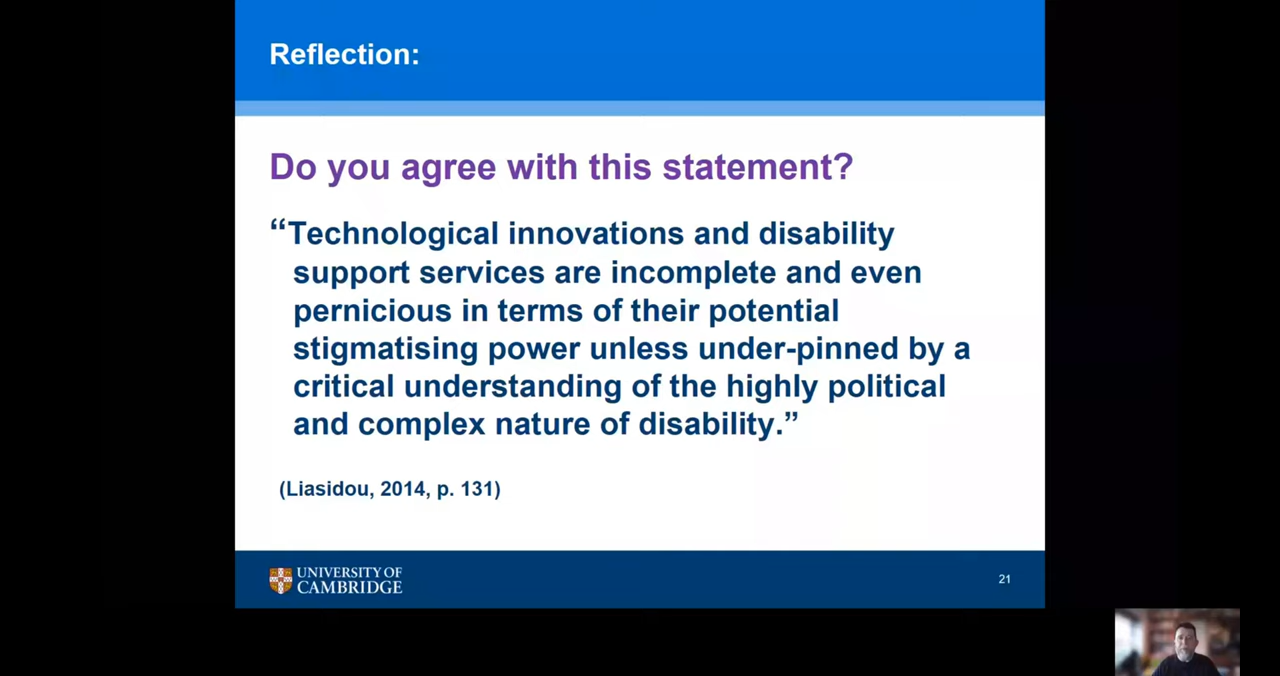 Reflection:
Do you agree with this statement?
“Technological innovations and disability
support services are incomplete and even
pernicious in terms of their potential
stigmatising power unless under-pinned by a
critical understanding of the highly political
and complex nature of disability.”
(Liasidou, 2014, p. 131)
UNIVERSITY OF
CAMBRIDGE
21